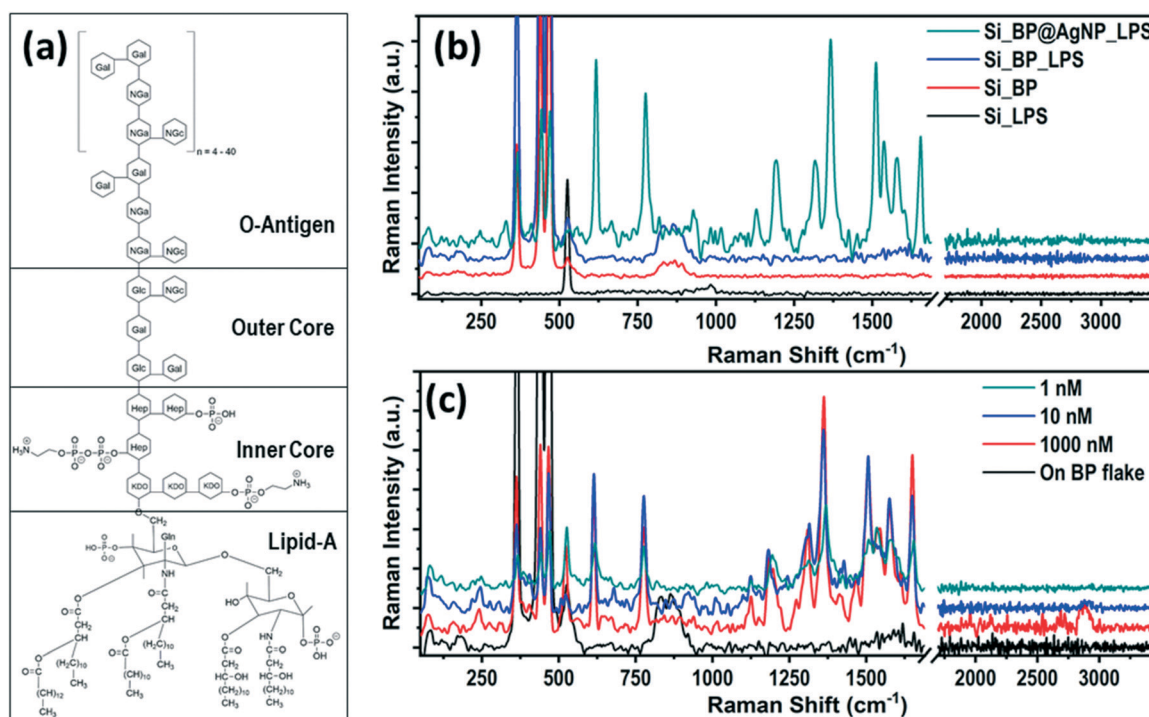 (a)
Gal
Gal
NGa
NGa
NGc
n = 4 - 40
Gal
Gal
NGa
O-Antigen
NGa
NGc
Glc
NGc
Gal
Outer Core
Glc
Gal
Hep
Hep
Inner Core
Hep
KDO
KDO
KDO
Lipid-A
Gln
(b)
Si_BP@AgNP_LPS
Si_BP_LPS
Si_BP
Si_LPS
Raman Intensity (a.u.)
250 500 750 1000 1250 1500 2000 2500 3000
Raman Shift (cm-1)
(c)
1 nM
10 nM
1000 nM
On BP flake
Raman Intensity (a.u.)
250 500 750 1000 1250 1500 2000 2500 3000
Raman Shift (cm-1)